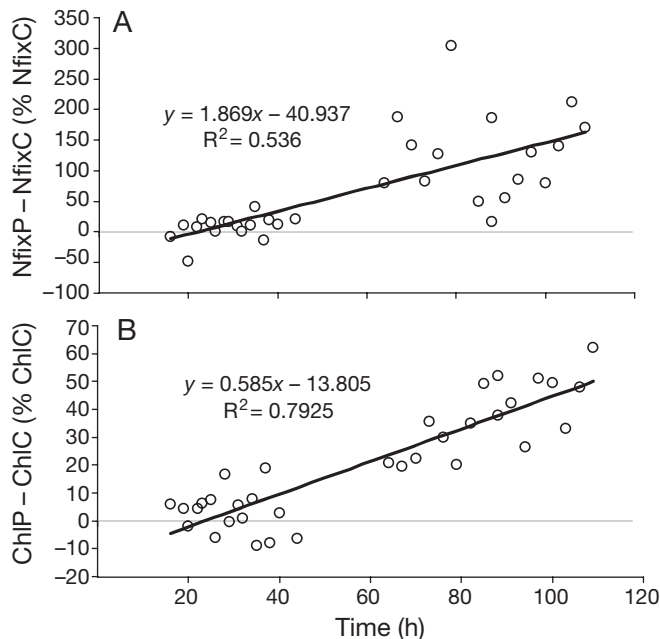 A
NfixP – NfixC (% NfixC)
350
300
250
200
150
100
50
0
–50
–100
y = 1.869x – 40.937
R² = 0.536
B
ChlP – ChlC (% ChlC)
70
60
50
40
30
20
10
0
–10
–20
y = 0.585x – 13.805
R² = 0.7925
20 40 60 80 100 120
Time (h)